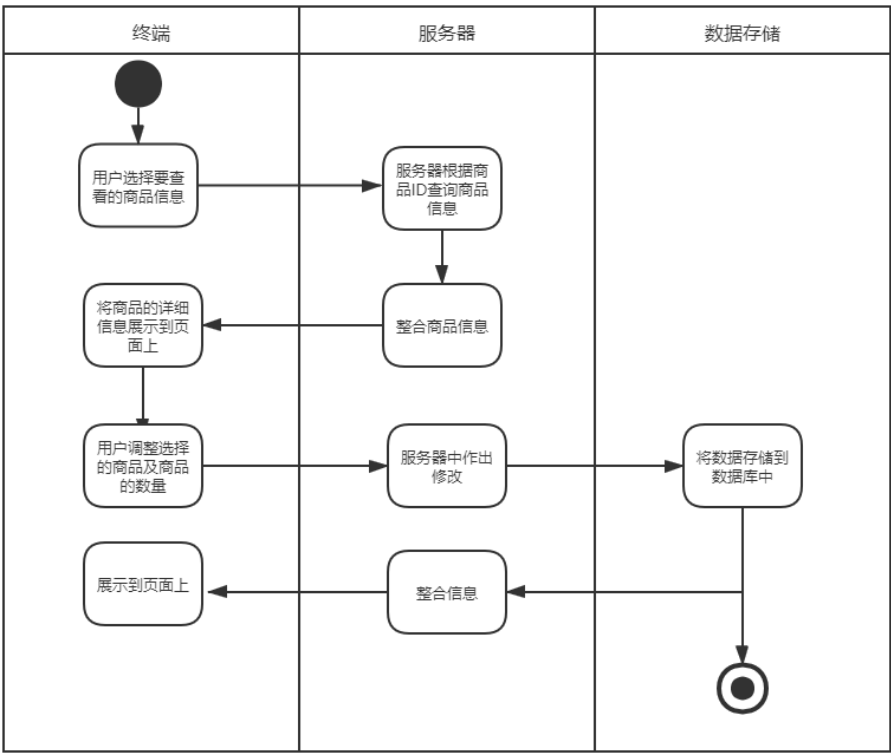 终端
服务器
数据存储
用户选择要查
看的商品信息
服务器根据商
品ID查询商品
信息
将商品的详细
信息展示到页
面上
整合商品信息
用户调整选择
的商品及商品
的数量
服务器中作出
修改
将数据存储到
数据库中
展示到页面上
整合信息